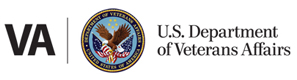 VA
U.S. Department
of Veterans Affairs